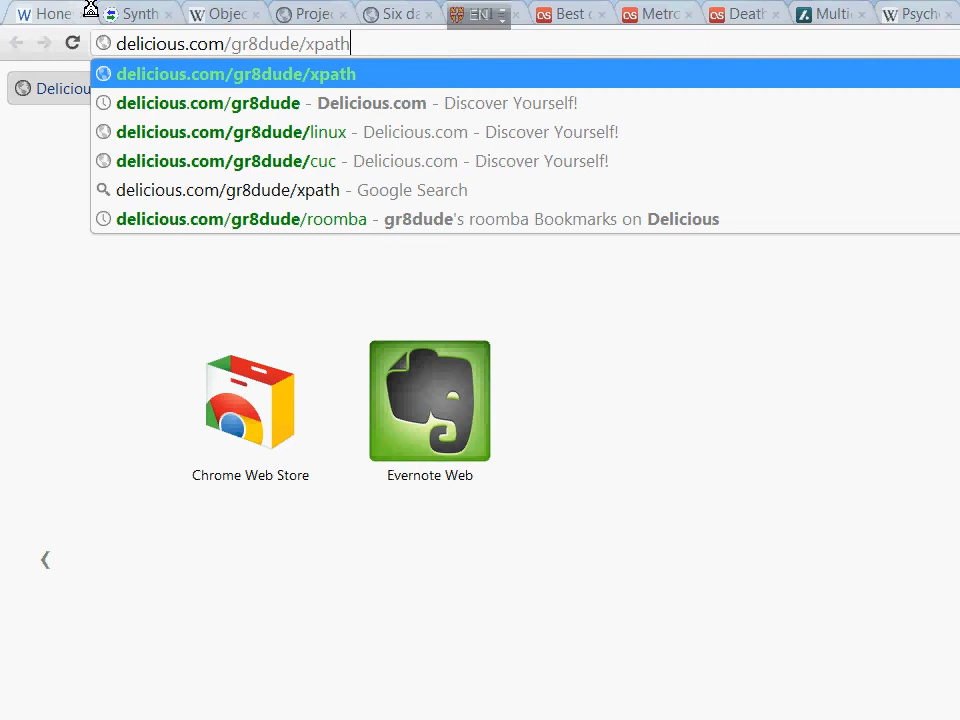 Hone Synth Objec Projec Six da EN Best o Metro Death Multi Psych
delicious.com/gr8dude/xpath
Deliciou
delicious.com/gr8dude/xpath
delicious.com/gr8dude - Delicious.com - Discover Yourself!
delicious.com/gr8dude/linux - Delicious.com - Discover Yourself!
delicious.com/gr8dude/cuc - Delicious.com - Discover Yourself!
delicious.com/gr8dude/xpath - Google Search
delicious.com/gr8dude/roomba - gr8dude's roomba Bookmarks on Delicious
Chrome Web Store
Evernote Web